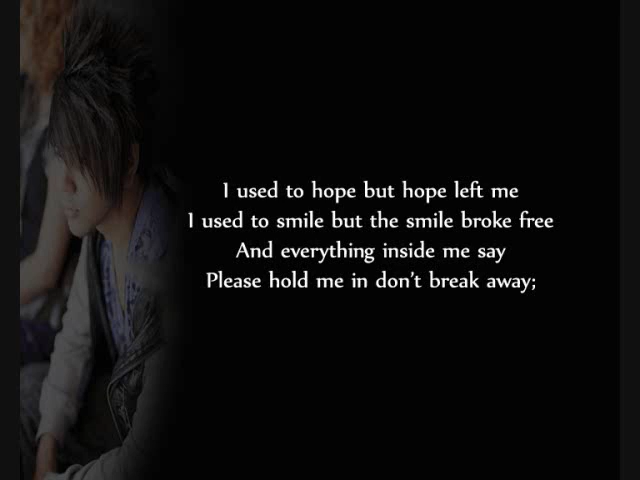 I used to hope but hope left me
I used to smile but the smile broke free
And everything inside me say
Please hold me in don't break away;